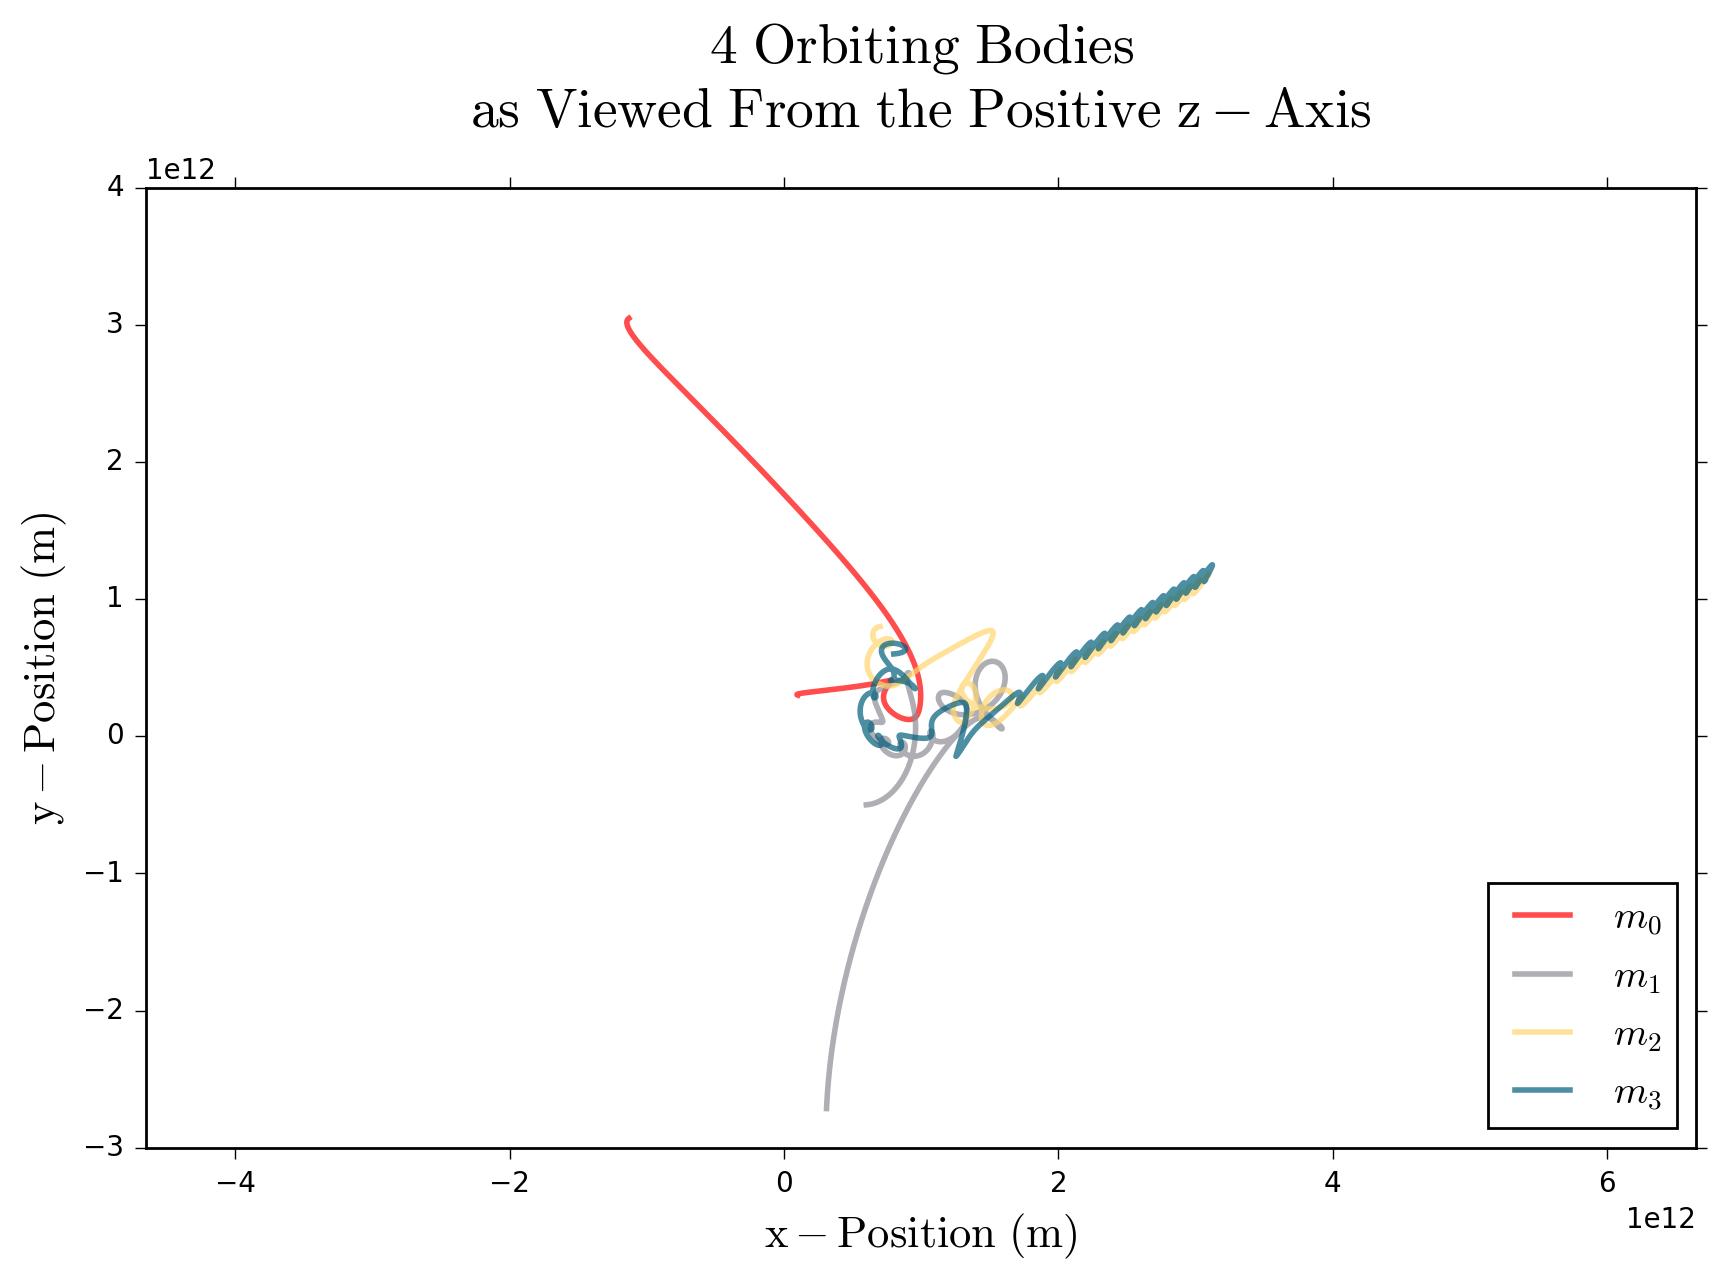 4 Orbiting Bodies
as Viewed From the Positive z − Axis
1e12
4
3
2
1
0
−1
−2
−3
y − Position (m)
−4
−2
0
2
4
6
1e12
x − Position (m)
m₀
m₁
m₂
m₃